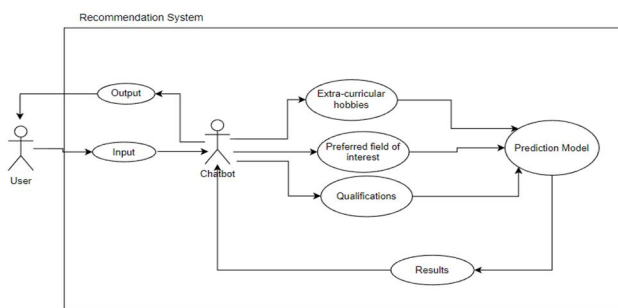 Recommendation System
Output
Input
User
Chatbot
Extra-curricular
hobbies
Preferred field of
interest
Qualifications
Prediction Model
Results